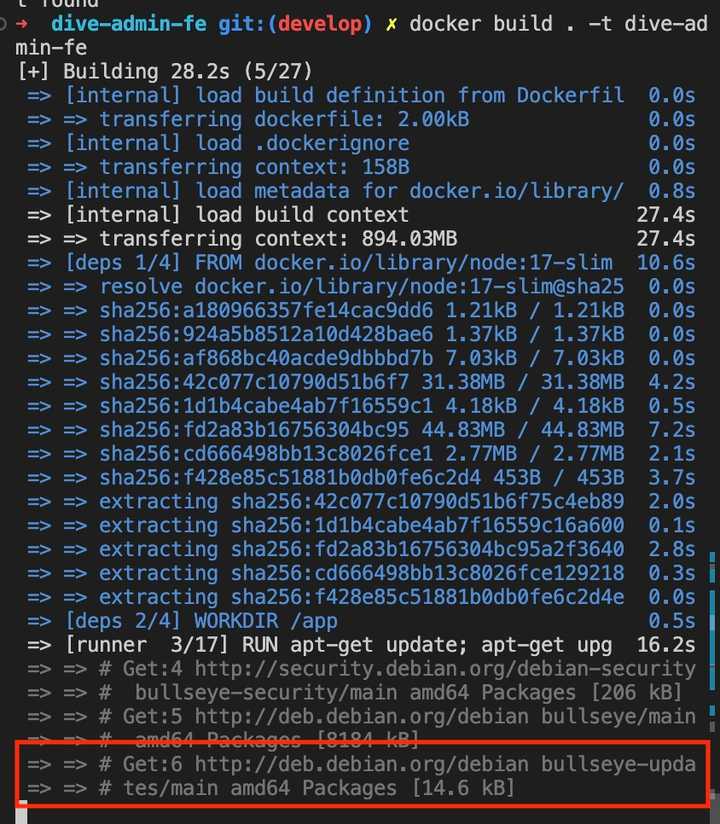 t found
→ dive-admin-fe git:(develop) ✗ docker build . -t dive-ad
min-fe
[+] Building 28.2s (5/27)
=> [internal] load build definition from Dockerfil 0.0s
=> => transferring dockerfile: 2.00kB 0.0s
=> [internal] load .dockerignore 0.0s
=> => transferring context: 158B 0.0s
=> [internal] load metadata for docker.io/library/ 0.8s
=> [internal] load build context 27.4s
=> => transferring context: 894.03MB 27.4s
=> [deps 1/4] FROM docker.io/library/node:17-slim 10.6s
=> => resolve docker.io/library/node:17-slim@sha25 0.0s
=> => sha256:a180966357fe14cac9dd6 1.21kB / 1.21kB 0.0s
=> => sha256:924a5b8512a10d428bae6 1.37kB / 1.37kB 0.0s
=> => sha256:af868bc40acde9dbbbd7b 7.03kB / 7.03kB 0.0s
=> => sha256:42c077c10790d51b6f7 31.38MB / 31.38MB 4.2s
=> => sha256:1d1b4cabe4ab7f16559c1 4.18kB / 4.18kB 0.5s
=> => sha256:fd2a83b16756304bc95 44.83MB / 44.83MB 7.2s
=> => sha256:cd666498bb13c8026fce1 2.77MB / 2.77MB 2.1s
=> => sha256:f428e85c51881b0db0fe6c2d4 453B / 453B 3.7s
=> => extracting sha256:42c077c10790d51b6f75c4eb89 2.0s
=> => extracting sha256:1d1b4cabe4ab7f16559c16a600 0.1s
=> => extracting sha256:fd2a83b16756304bc95a2f3640 2.8s
=> => extracting sha256:cd666498bb13c8026fce129218 0.3s
=> => extracting sha256:f428e85c51881b0db0fe6c2d4e 0.0s
=> [deps 2/4] WORKDIR /app 0.5s
=> [runner 3/17] RUN apt-get update; apt-get upg 16.2s
=> => # Get:4 http://security.debian.org/debian-security
=> => # bullseye-security/main amd64 Packages [206 kB]
=> => # Get:5 http://deb.debian.org/debian bullseye/main
=> => # amd64 Packages [8184 kB]
=> => # Get:6 http://deb.debian.org/debian bullseye-upda
=> => # tes/main amd64 Packages [14.6 kB]